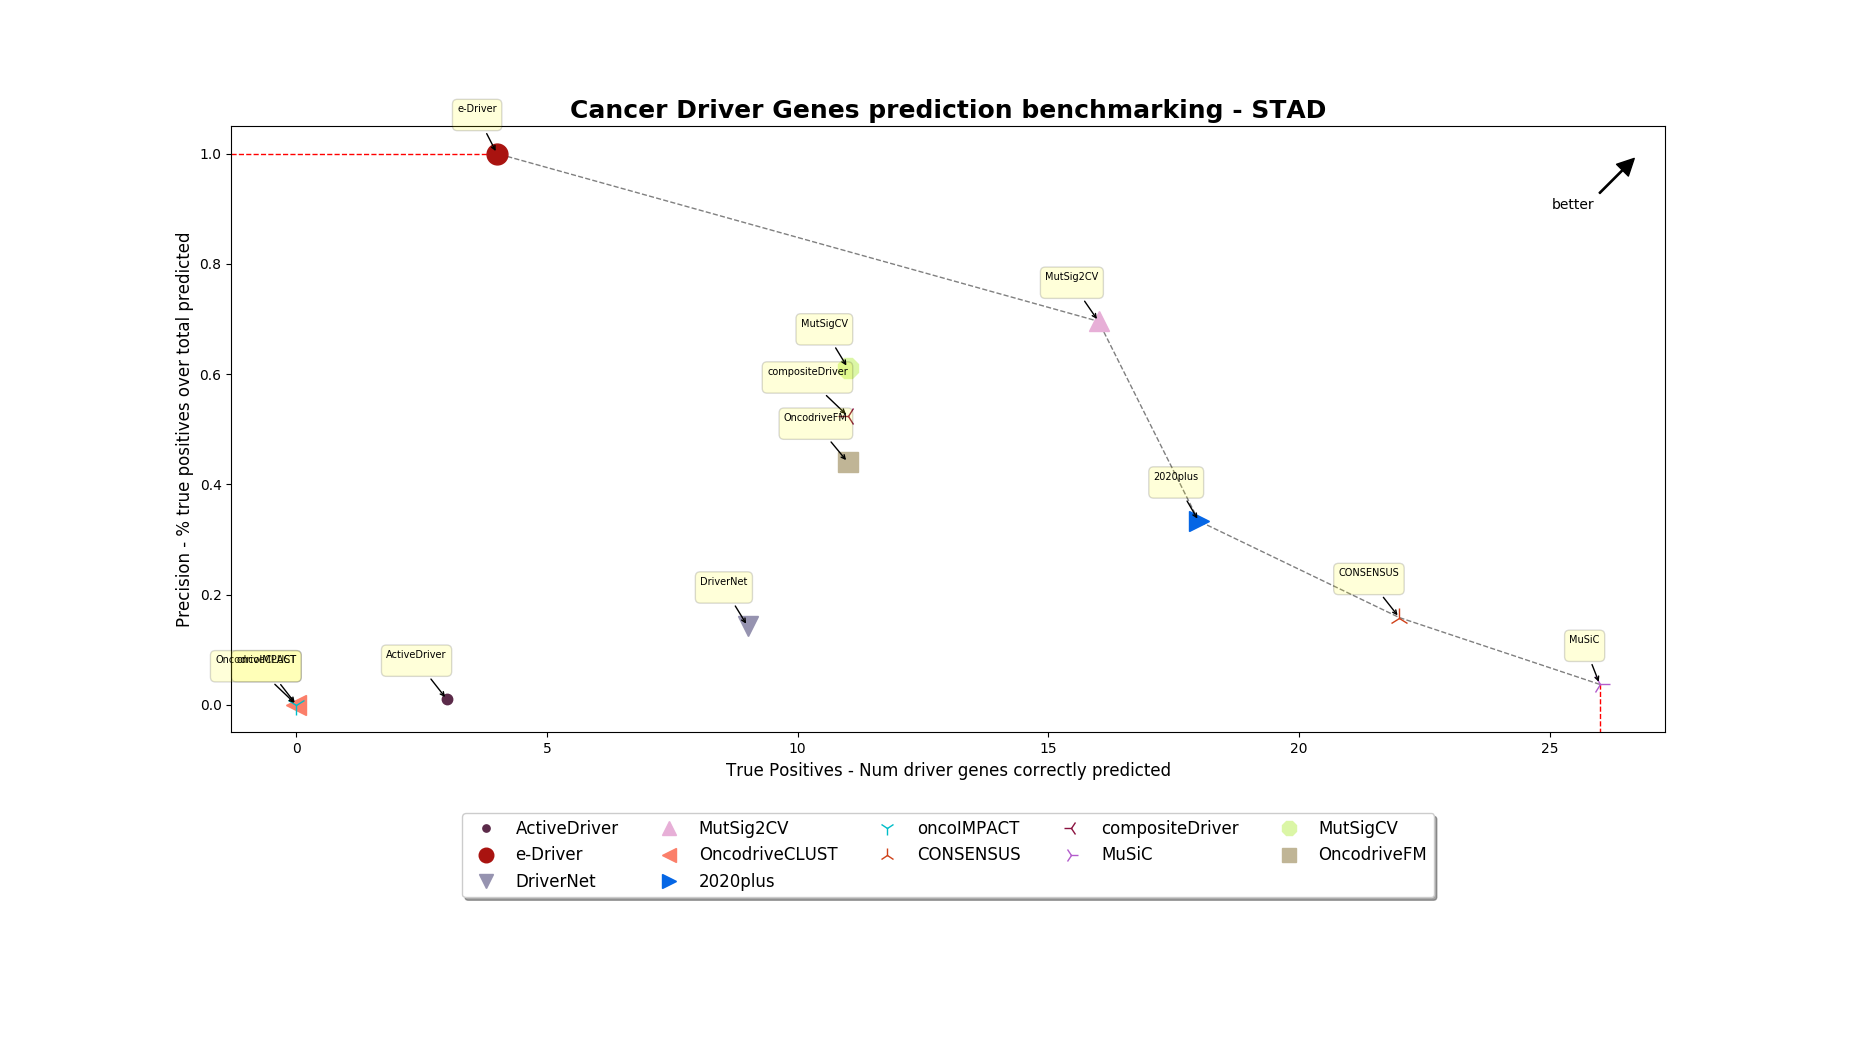 Cancer Driver Genes prediction benchmarking - STAD
e-Driver
better
MutSig2CV
MutSigCV
compositeDriver
OncodriveFM
2020plus
CONSENSUS
DriverNet
MuSiC
ActiveDriver
Precision - % true positives over total predicted
1.0
0.8
0.6
0.4
0.2
0.0
0 5 10 15 20 25
True Positives - Num driver genes correctly predicted
ActiveDriver MutSig2CV oncoIMPACT compositeDriver MutSigCV
e-Driver OncodriveCLUST CONSENSUS MuSiC OncodriveFM
DriverNet 2020plus